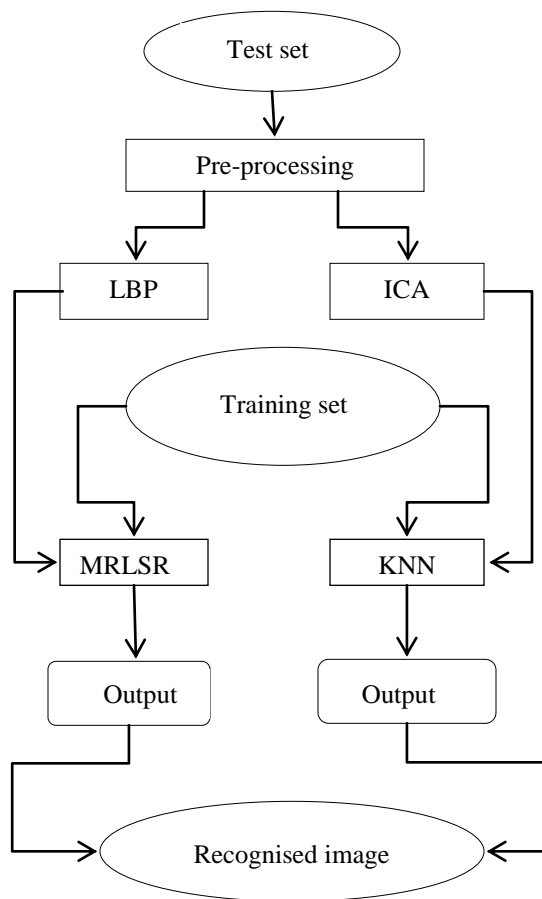 Test set
Pre-processing
LBP
ICA
Training set
MRLSR
KNN
Output
Output
Recognised image